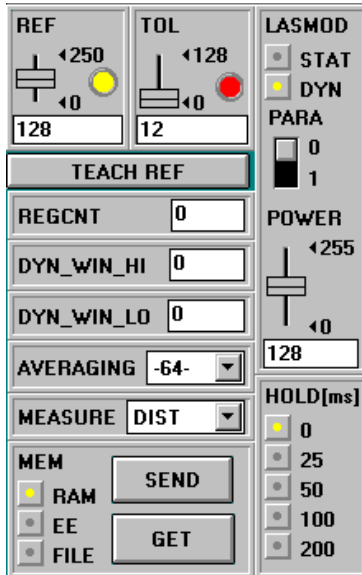 REF
◂250
◂0
128
TOL
◂128
◂0
12
TEACH REF
REGCNT 0
DYN_WIN_HI 0
DYN_WIN_LO 0
AVERAGING -64-
MEASURE DIST
MEM
RAM
EE
FILE
SEND
GET
LASMOD
STAT
DYN
PARA
0
1
POWER
◂255
◂0
128
HOLD[ms]
0
25
50
100
200